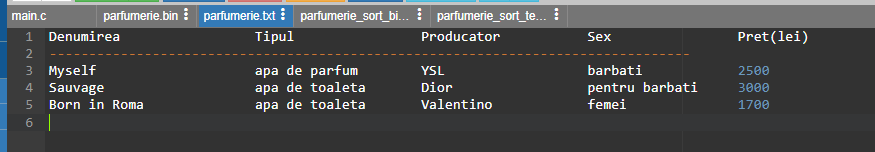 main.c parfumerie.bin parfumerie.txt parfumerie_sort_bi... parfumerie_sort_te...
1 Denumirea Tipul Producator Sex Pret(lei)
2 ---------------------------------------------------------------------------------
3 Myself apa de parfum YSL barbati 2500
4 Sauvage apa de toaleta Dior pentru barbati 3000
5 Born in Roma apa de toaleta Valentino femei 1700
6